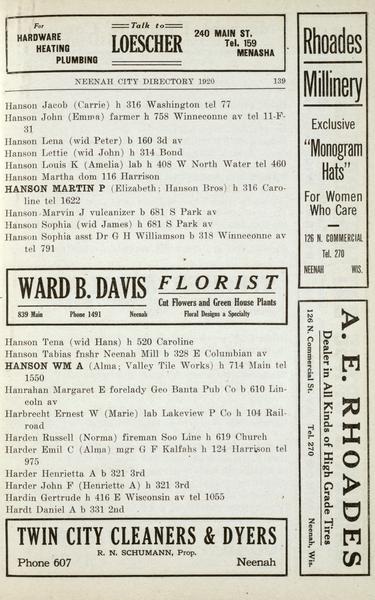 For
HARDWARE
HEATING
PLUMBING
Talk to
LOESCHER
240 MAIN ST.
Tel. 159
MENASHA
NEENAH CITY DIRECTORY 1920 139
Hanson Jacob (Carrie) h 316 Washington tel 77
Hanson John (Emma) farmer h 758 Winneconne av tel 11-F-
31
Hanson Lena (wid Peter) b 160 3d av
Hanson Lettie (wid John) h 314 Bond
Hanson Louis K (Amelia) lab h 408 W North Water tel 460
Hanson Martha dom 116 Harrison
HANSON MARTIN P (Elizabeth; Hanson Bros) h 316 Caro-
line tel 1622
Hanson Marvin J vulcanizer b 681 S Park av
Hanson Sophia (wid James) h 681 S Park av
Hanson Sophia asst Dr G H Williamson b 318 Winneconne av
tel 791
WARD B. DAVIS
839 Main Phone 1491 Neenah
FLORIST
Cut Flowers and Green House Plants
Floral Designs a Specialty
Hanson Tena (wid Hans) h 520 Caroline
Hanson Tobias fnshr Neenah Mill b 328 E Columbian av
HANSON WM A (Alma; Valley Tile Works) h 714 Main tel
1550
Hanrahan Margaret E forelady Geo Banta Pub Co b 610 Lin-
coln av
Harbrecht Ernest W (Marie) lab Lakeview P Co h 104 Rail-
road
Harden Russell (Norma) fireman Soo Line h 619 Church
Harder Emil C (Alma) mgr G F Kalfahs h 124 Harrison tel
975
Harder Henrietta A b 321 3rd
Harder John F (Henriette A) h 321 3rd
Hardin Gertrude h 416 E Wisconsin av tel 1055
Hardt Daniel A b 331 2nd
TWIN CITY CLEANERS & DYERS
R. N. SCHUMANN, Prop.
Phone 607 Neenah
Rhoades
Millinery
Exclusive
"Monogram
Hats"
For Women
Who Care
126 N. COMMERCIAL
Tel. 270
NEENAH WIS.
A. E. RHOADES
Dealer in All Kinds of High Grade Tires
126 N. Commercial St. Tel. 270 Neenah, Wis.